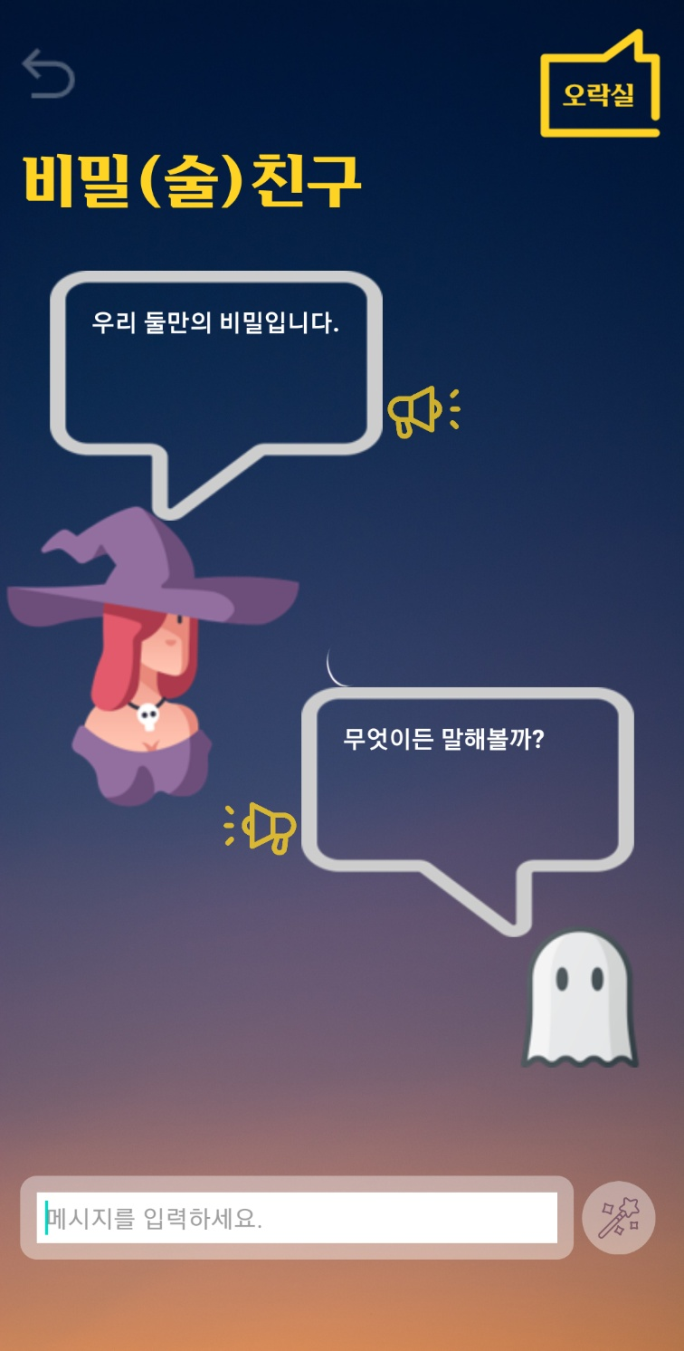 오락실
비밀(술)친구
우리 둘만의 비밀입니다.
무엇이든 말해볼까?
메시지를 입력하세요.